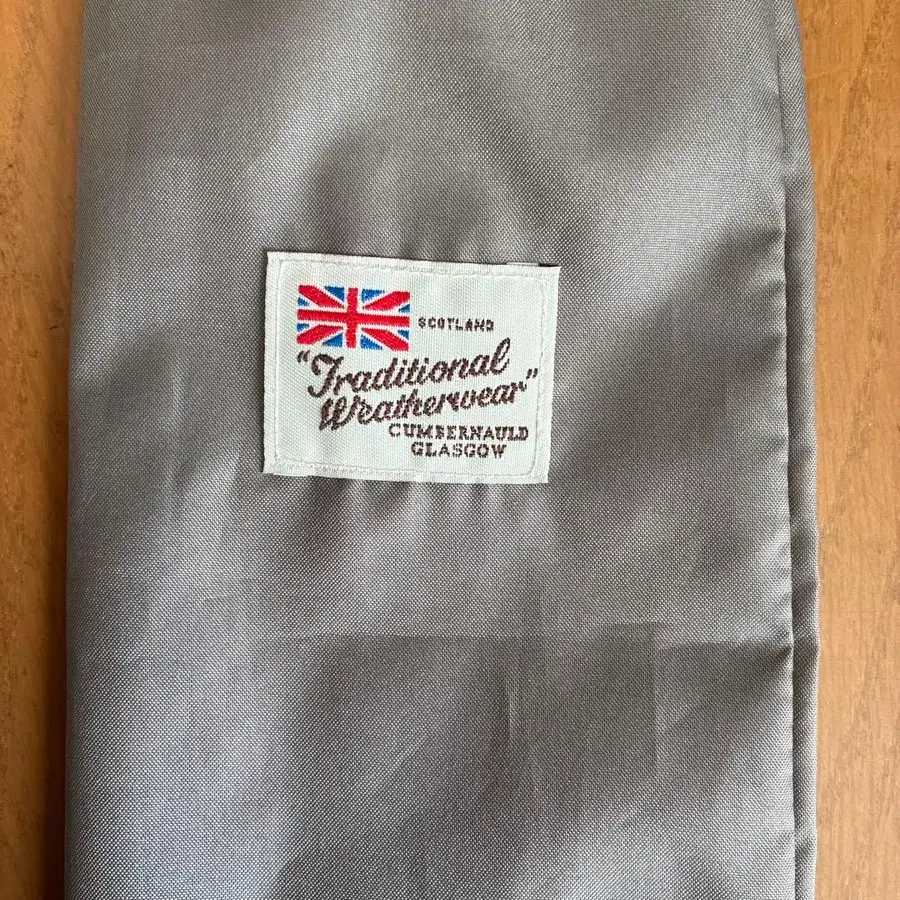 SCOTLAND
"Traditional
Weatherwear"
CUMBERNAULD
GLASGOW